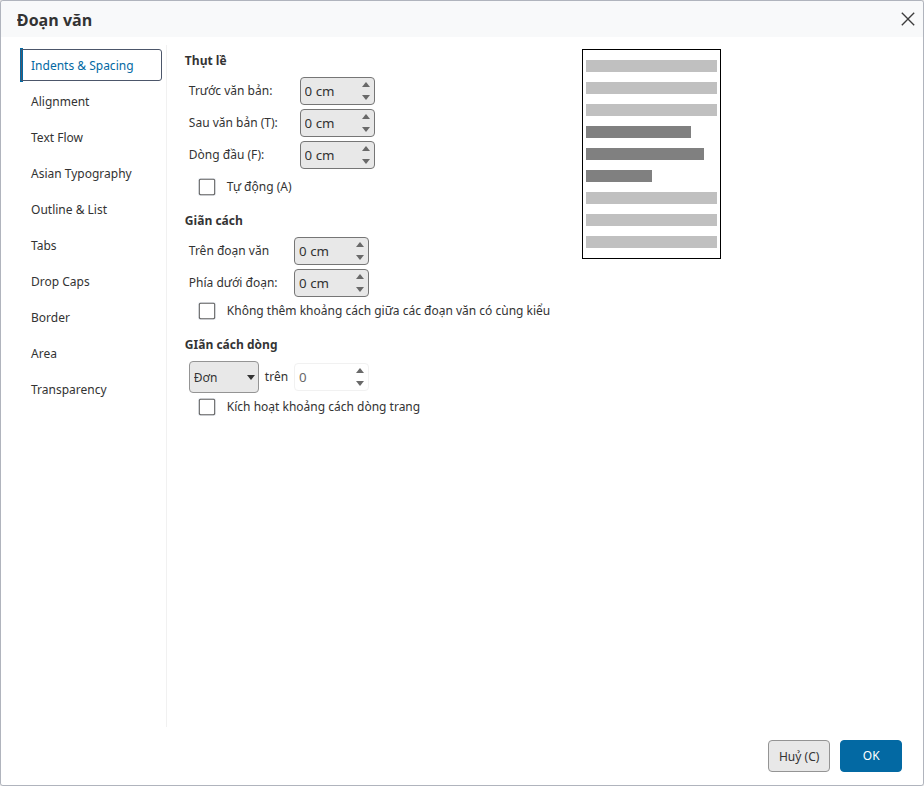 Đoạn văn
Indents & Spacing
Alignment
Text Flow
Asian Typography
Outline & List
Tabs
Drop Caps
Border
Area
Transparency
Thụt lề
Trước văn bản: 0 cm
Sau văn bản (T): 0 cm
Dòng đầu (F): 0 cm
Tự động (A)
Giãn cách
Trên đoạn văn 0 cm
Phía dưới đoạn: 0 cm
Không thêm khoảng cách giữa các đoạn văn có cùng kiểu
GIãn cách dòng
Đơn trên 0
Kích hoạt khoảng cách dòng trang
Huỷ (C) OK